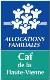 ALLOCATIONS
FAMILIALES
Caf
de la
Haute-Vienne